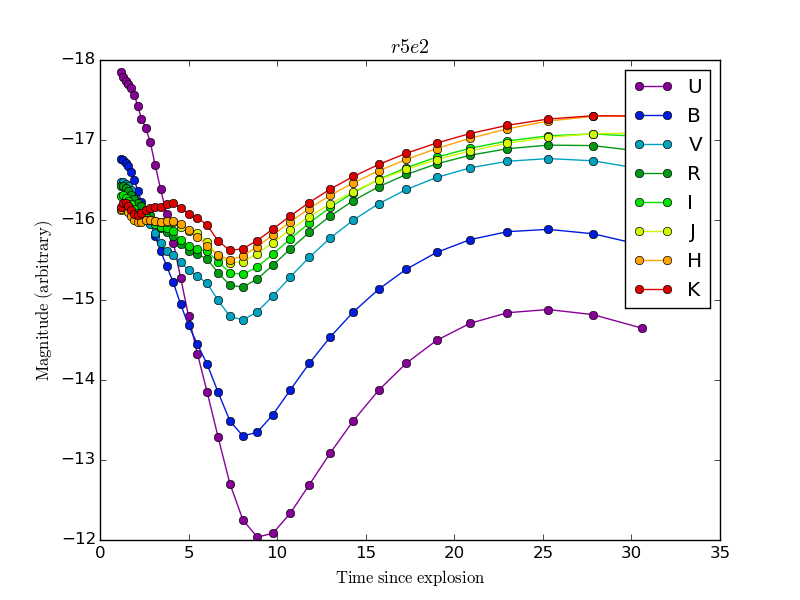 r5e2
Magnitude (arbitrary)
−18
−17
−16
−15
−14
−13
−12
0 5 10 15 20 25 30 35
Time since explosion
U
B
V
R
I
J
H
K